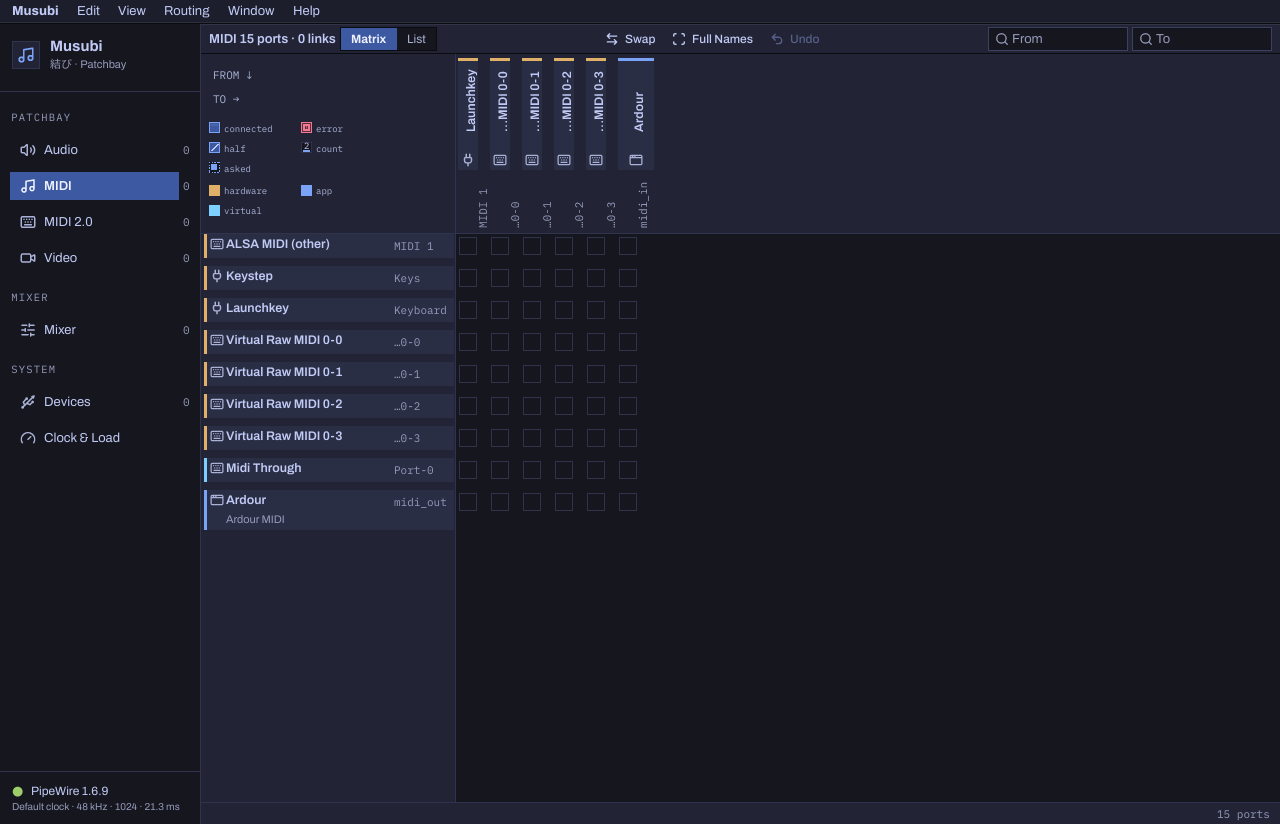 Musubi Edit View Routing Window Help
Musubi
結び · Patchbay
MIDI 15 ports · 0 links Matrix List Swap Full Names Undo From To
PATCHBAY
Audio 0
MIDI 0
MIDI 2.0 0
Video 0
MIXER
Mixer 0
SYSTEM
Devices 0
Clock & Load
PipeWire 1.6.9
Default clock · 48 kHz · 1024 · 21.3 ms
FROM ↓
TO →
connected error
half 2 count
asked
hardware app
virtual
Launchkey
…MIDI 0-0
…MIDI 0-1
…MIDI 0-2
…MIDI 0-3
Ardour
MIDI 1
…0-0
…0-1
…0-2
…0-3
midi_in
ALSA MIDI (other) MIDI 1
Keystep Keys
Launchkey Keyboard
Virtual Raw MIDI 0-0 …0-0
Virtual Raw MIDI 0-1 …0-1
Virtual Raw MIDI 0-2 …0-2
Virtual Raw MIDI 0-3 …0-3
Midi Through Port-0
Ardour midi_out
Ardour MIDI
15 ports